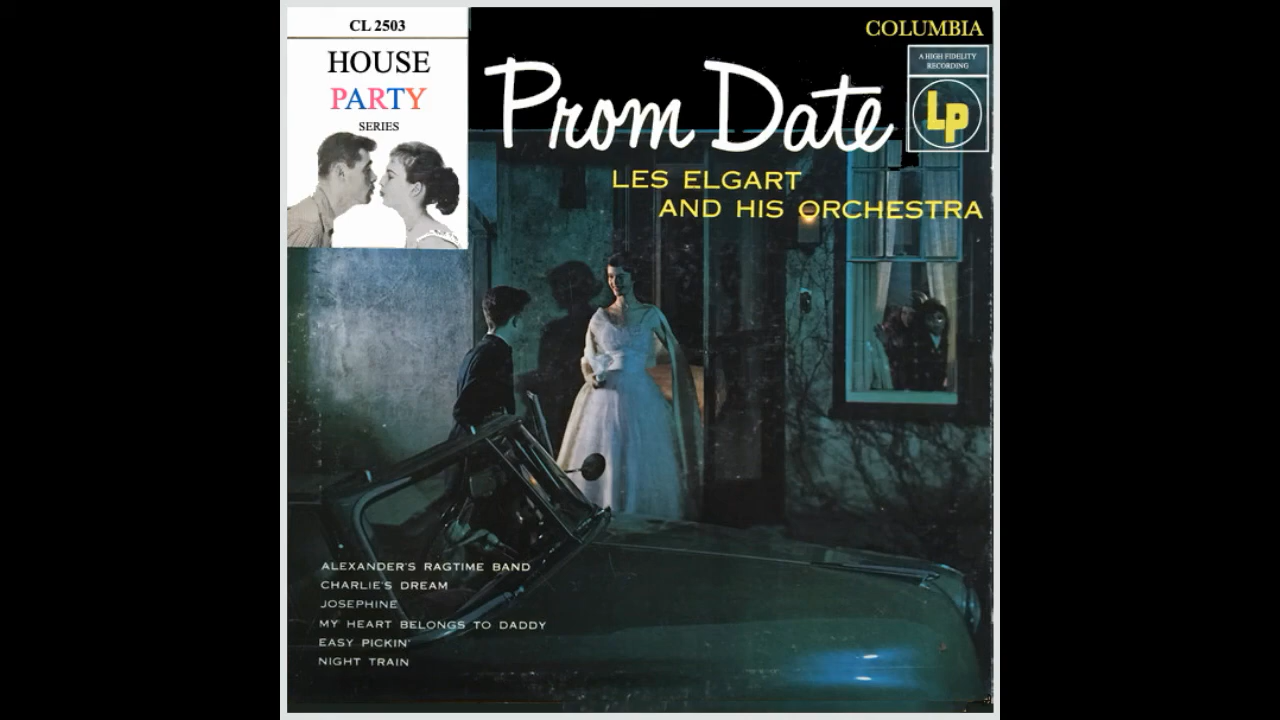 CL 2503
HOUSE
PARTY
SERIES
COLUMBIA
A HIGH FIDELITY
RECORDING
Lp
Prom Date
LES ELGART
AND HIS ORCHESTRA
ALEXANDER'S RAGTIME BAND
CHARLIE'S DREAM
JOSEPHINE
MY HEART BELONGS TO DADDY
EASY PICKIN'
NIGHT TRAIN